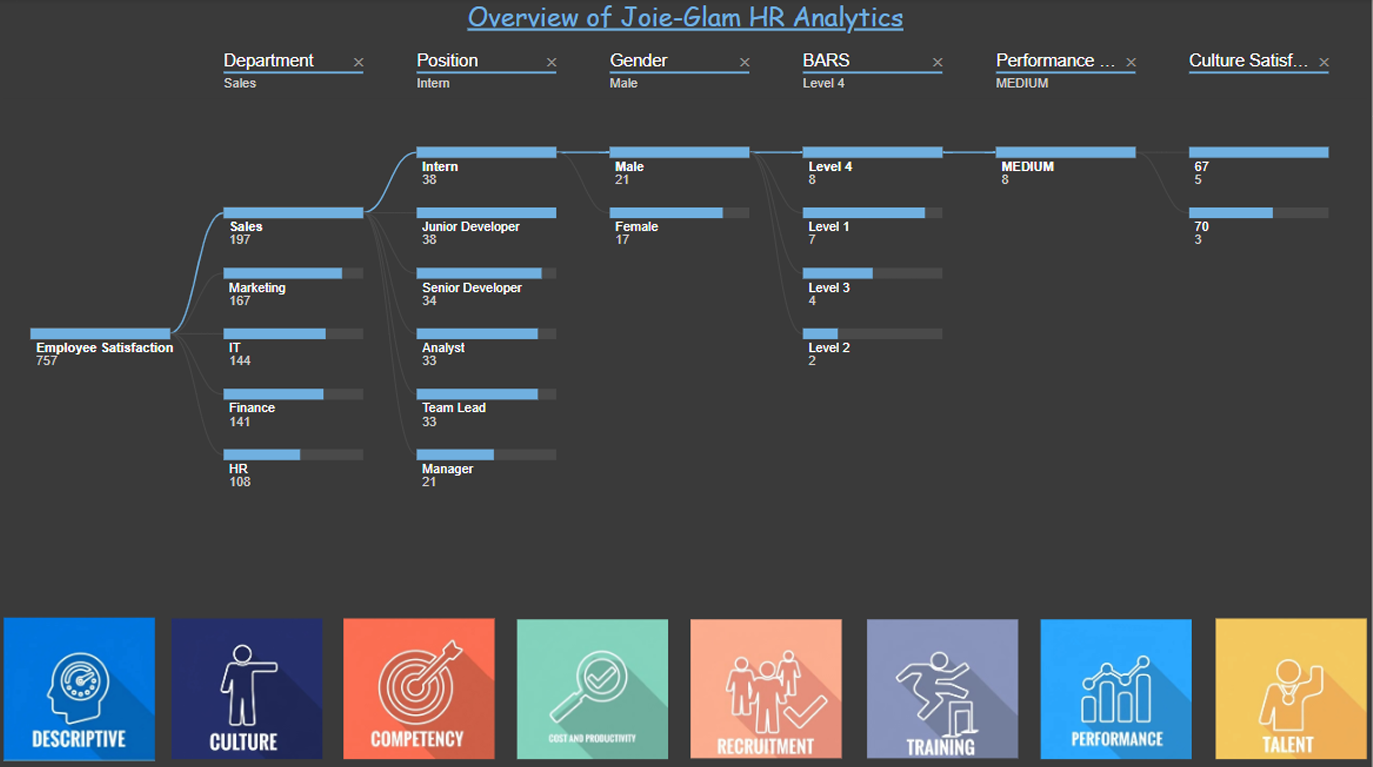 Overview of Joie-Glam HR Analytics
Department × Position × Gender × BARS × Performance ... × Culture Satisf... ×
Sales Intern Male Level 4 MEDIUM
Intern Male Level 4 MEDIUM 67
38 21 8 8 5
Sales Junior Developer Female Level 1 70
197 38 17 7 3
Marketing Senior Developer Level 3
167 34 4
Employee Satisfaction IT Analyst Level 2
757 144 33 2
Finance Team Lead
141 33
HR Manager
108 21
DESCRIPTIVE CULTURE COMPETENCY COST AND PRODUCTIVITY RECRUITMENT TRAINING PERFORMANCE TALENT